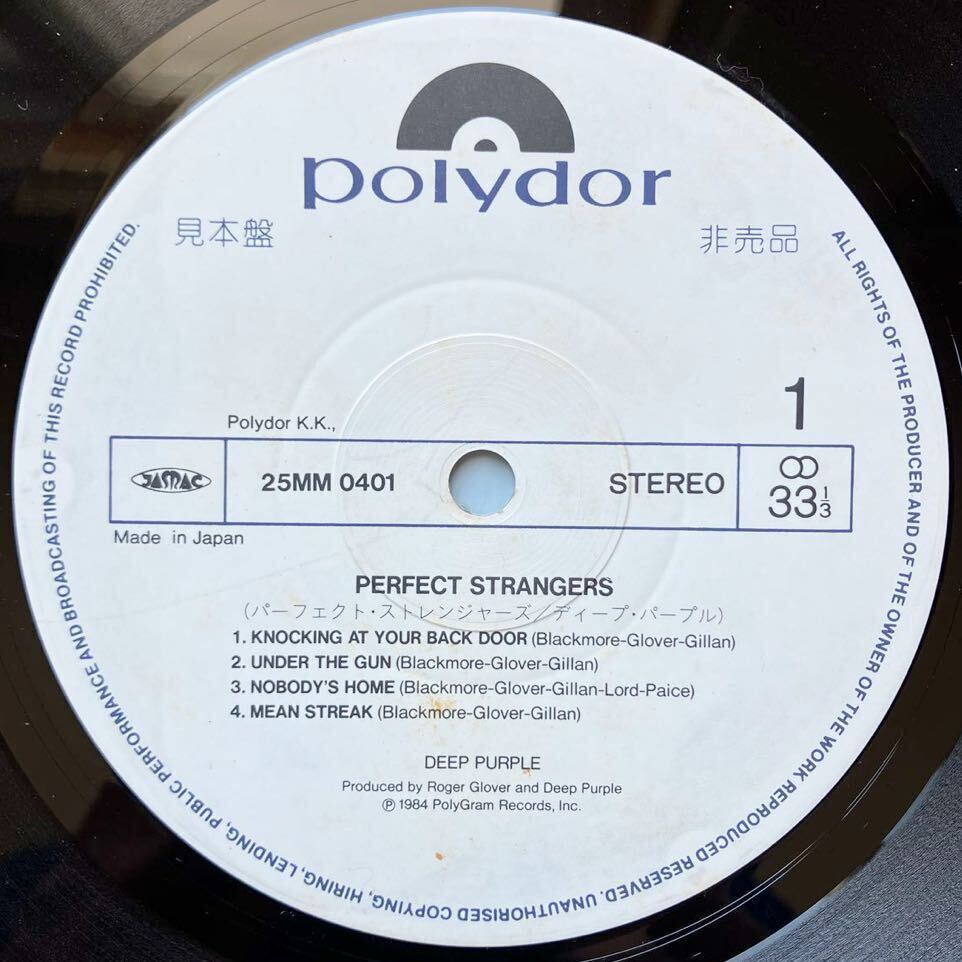 polydor
見本盤
非売品
1
Polydor K.K.,
JASRAC
25MM 0401
STEREO
33 1/3
Made in Japan
PERFECT STRANGERS
(パーフェクト・ストレンジャーズ/ディープ・パープル)
1. KNOCKING AT YOUR BACK DOOR (Blackmore-Glover-Gillan)
2. UNDER THE GUN (Blackmore-Glover-Gillan)
3. NOBODY'S HOME (Blackmore-Glover-Gillan-Lord-Paice)
4. MEAN STREAK (Blackmore-Glover-Gillan)
DEEP PURPLE
Produced by Roger Glover and Deep Purple
Ⓟ 1984 PolyGram Records, Inc.
ALL RIGHTS OF THE PRODUCER AND OF THE OWNER OF THE WORK REPRODUCED RESERVED. UNAUTHORISED COPYING, HIRING, LENDING, PUBLIC PERFORMANCE AND BROADCASTING OF THIS RECORD PROHIBITED.